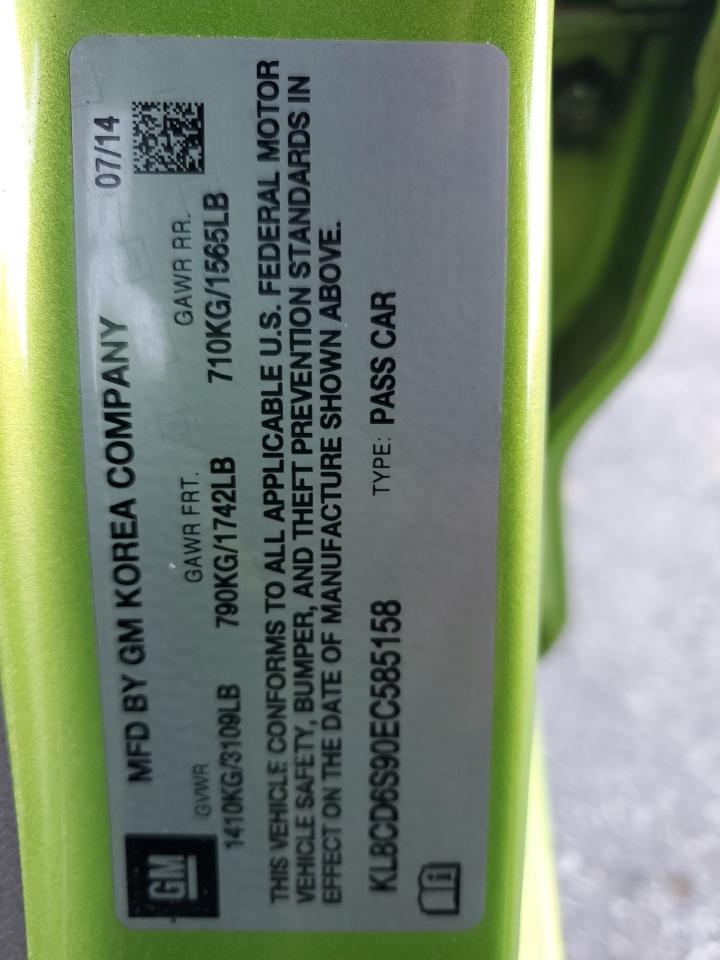 GM
MFD BY GM KOREA COMPANY 07/14
GVWR GAWR FRT. GAWR RR.
1410KG/3109LB 790KG/1742LB 710KG/1565LB
THIS VEHICLE CONFORMS TO ALL APPLICABLE U.S. FEDERAL MOTOR
VEHICLE SAFETY, BUMPER, AND THEFT PREVENTION STANDARDS IN
EFFECT ON THE DATE OF MANUFACTURE SHOWN ABOVE.
KL8CD6S90EC585158 TYPE: PASS CAR